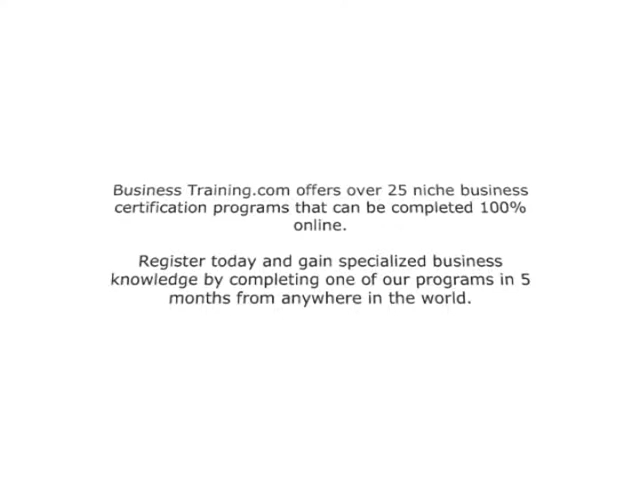 Business Training.com offers over 25 niche business
certification programs that can be completed 100%
online.
Register today and gain specialized business
knowledge by completing one of our programs in 5
months from anywhere in the world.